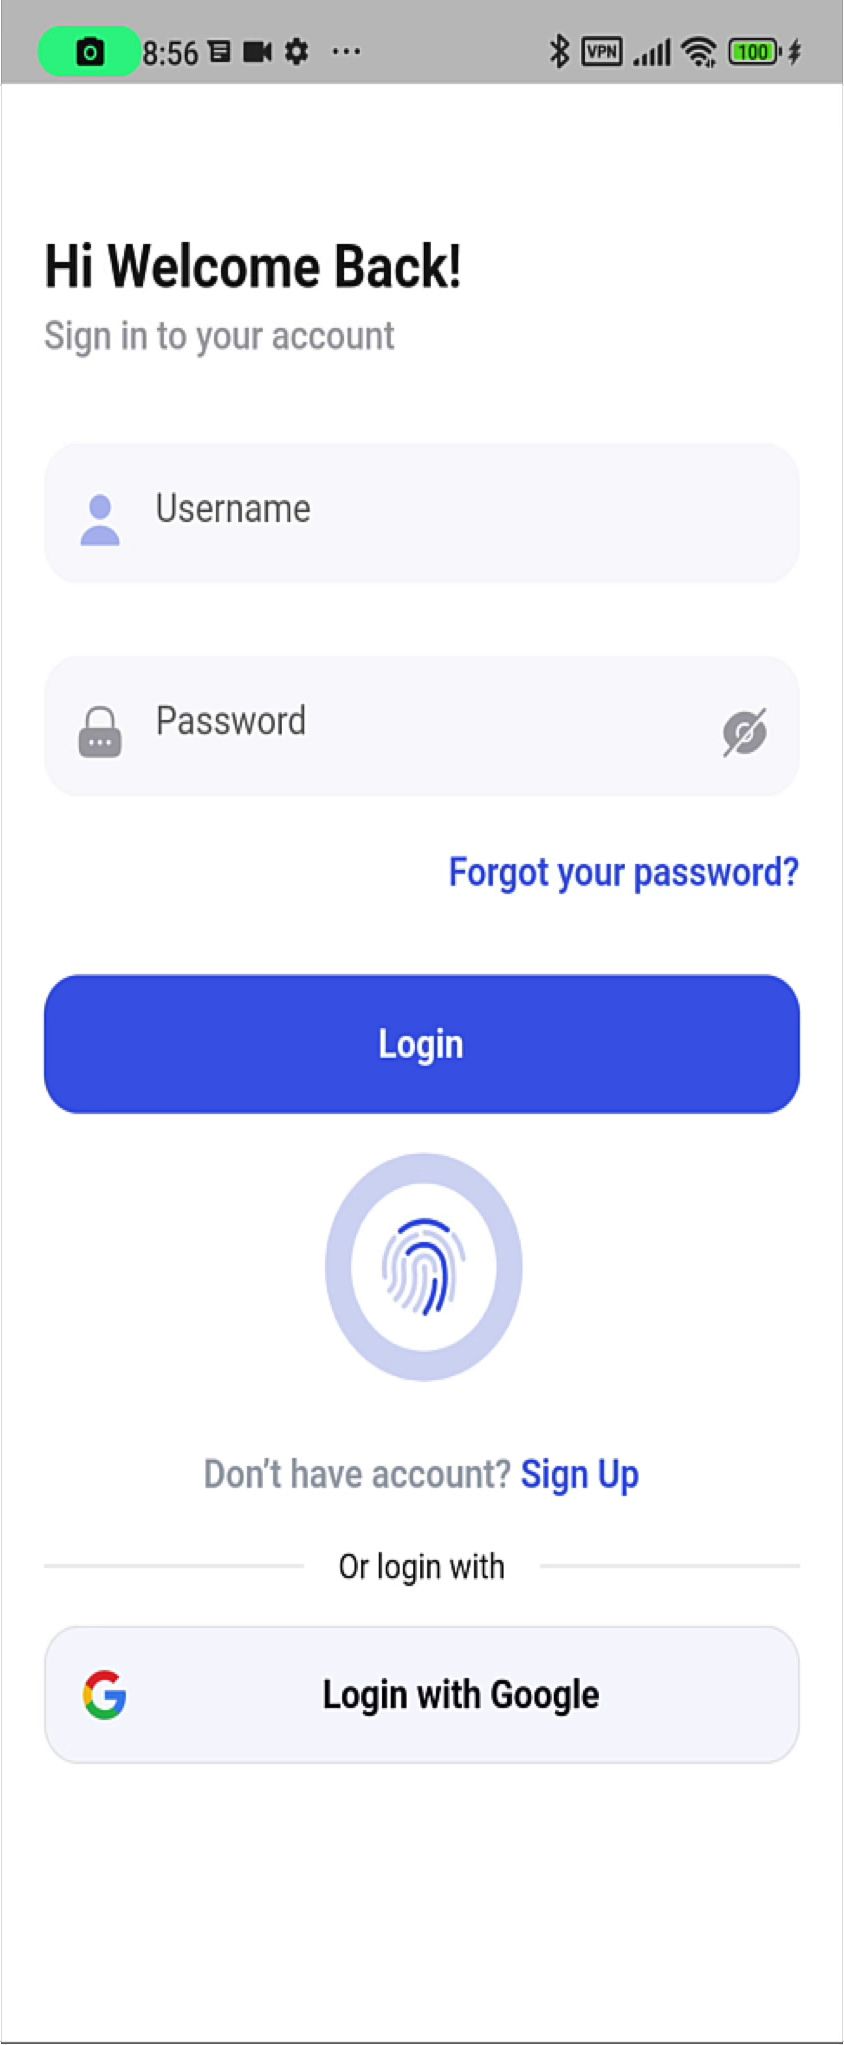 8:56 VPN 100
Hi Welcome Back!
Sign in to your account
Username
Password
Forgot your password?
Login
Don't have account? Sign Up
Or login with
Login with Google